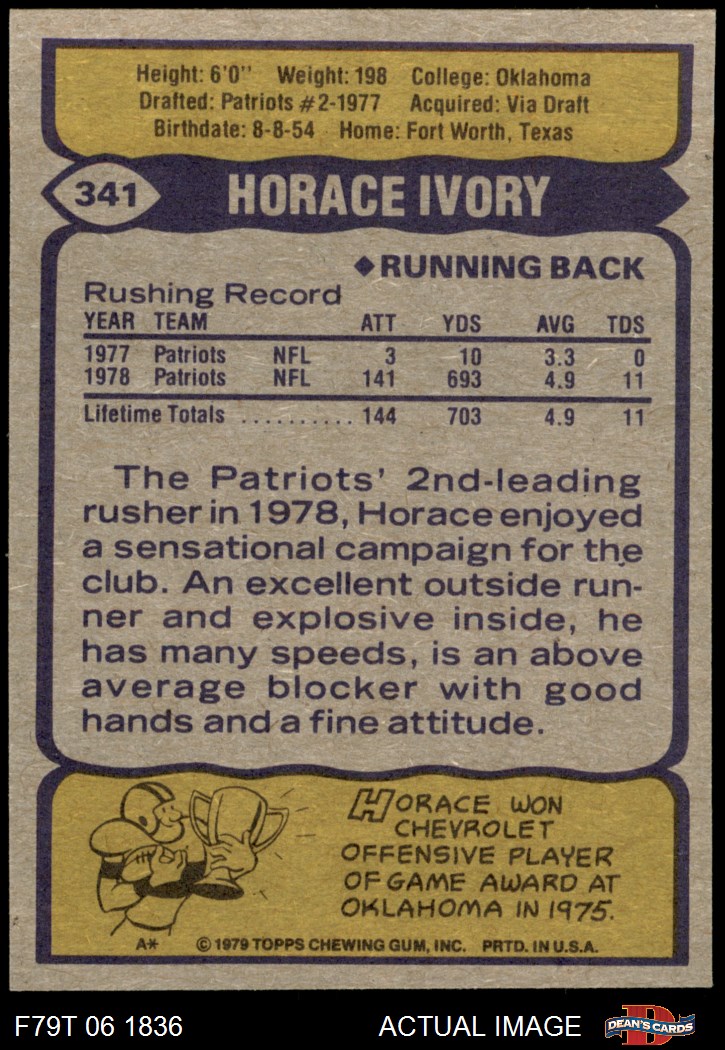 Height: 6'0" Weight: 198 College: Oklahoma
Drafted: Patriots #2-1977 Acquired: Via Draft
Birthdate: 8-8-54 Home: Fort Worth, Texas
341 HORACE IVORY
◆RUNNING BACK
Rushing Record
YEAR TEAM ATT YDS AVG TDS
1977 Patriots NFL 3 10 3.3 0
1978 Patriots NFL 141 693 4.9 11
Lifetime Totals .......... 144 703 4.9 11
The Patriots' 2nd-leading
rusher in 1978, Horace enjoyed
a sensational campaign for the
club. An excellent outside run-
ner and explosive inside, he
has many speeds, is an above
average blocker with good
hands and a fine attitude.
HORACE WON
CHEVROLET
OFFENSIVE PLAYER
OF GAME AWARD AT
OKLAHOMA IN 1975.
A* © 1979 TOPPS CHEWING GUM, INC. PRTD. IN U.S.A.
F79T 06 1836 ACTUAL IMAGE D DEAN'S CARDS